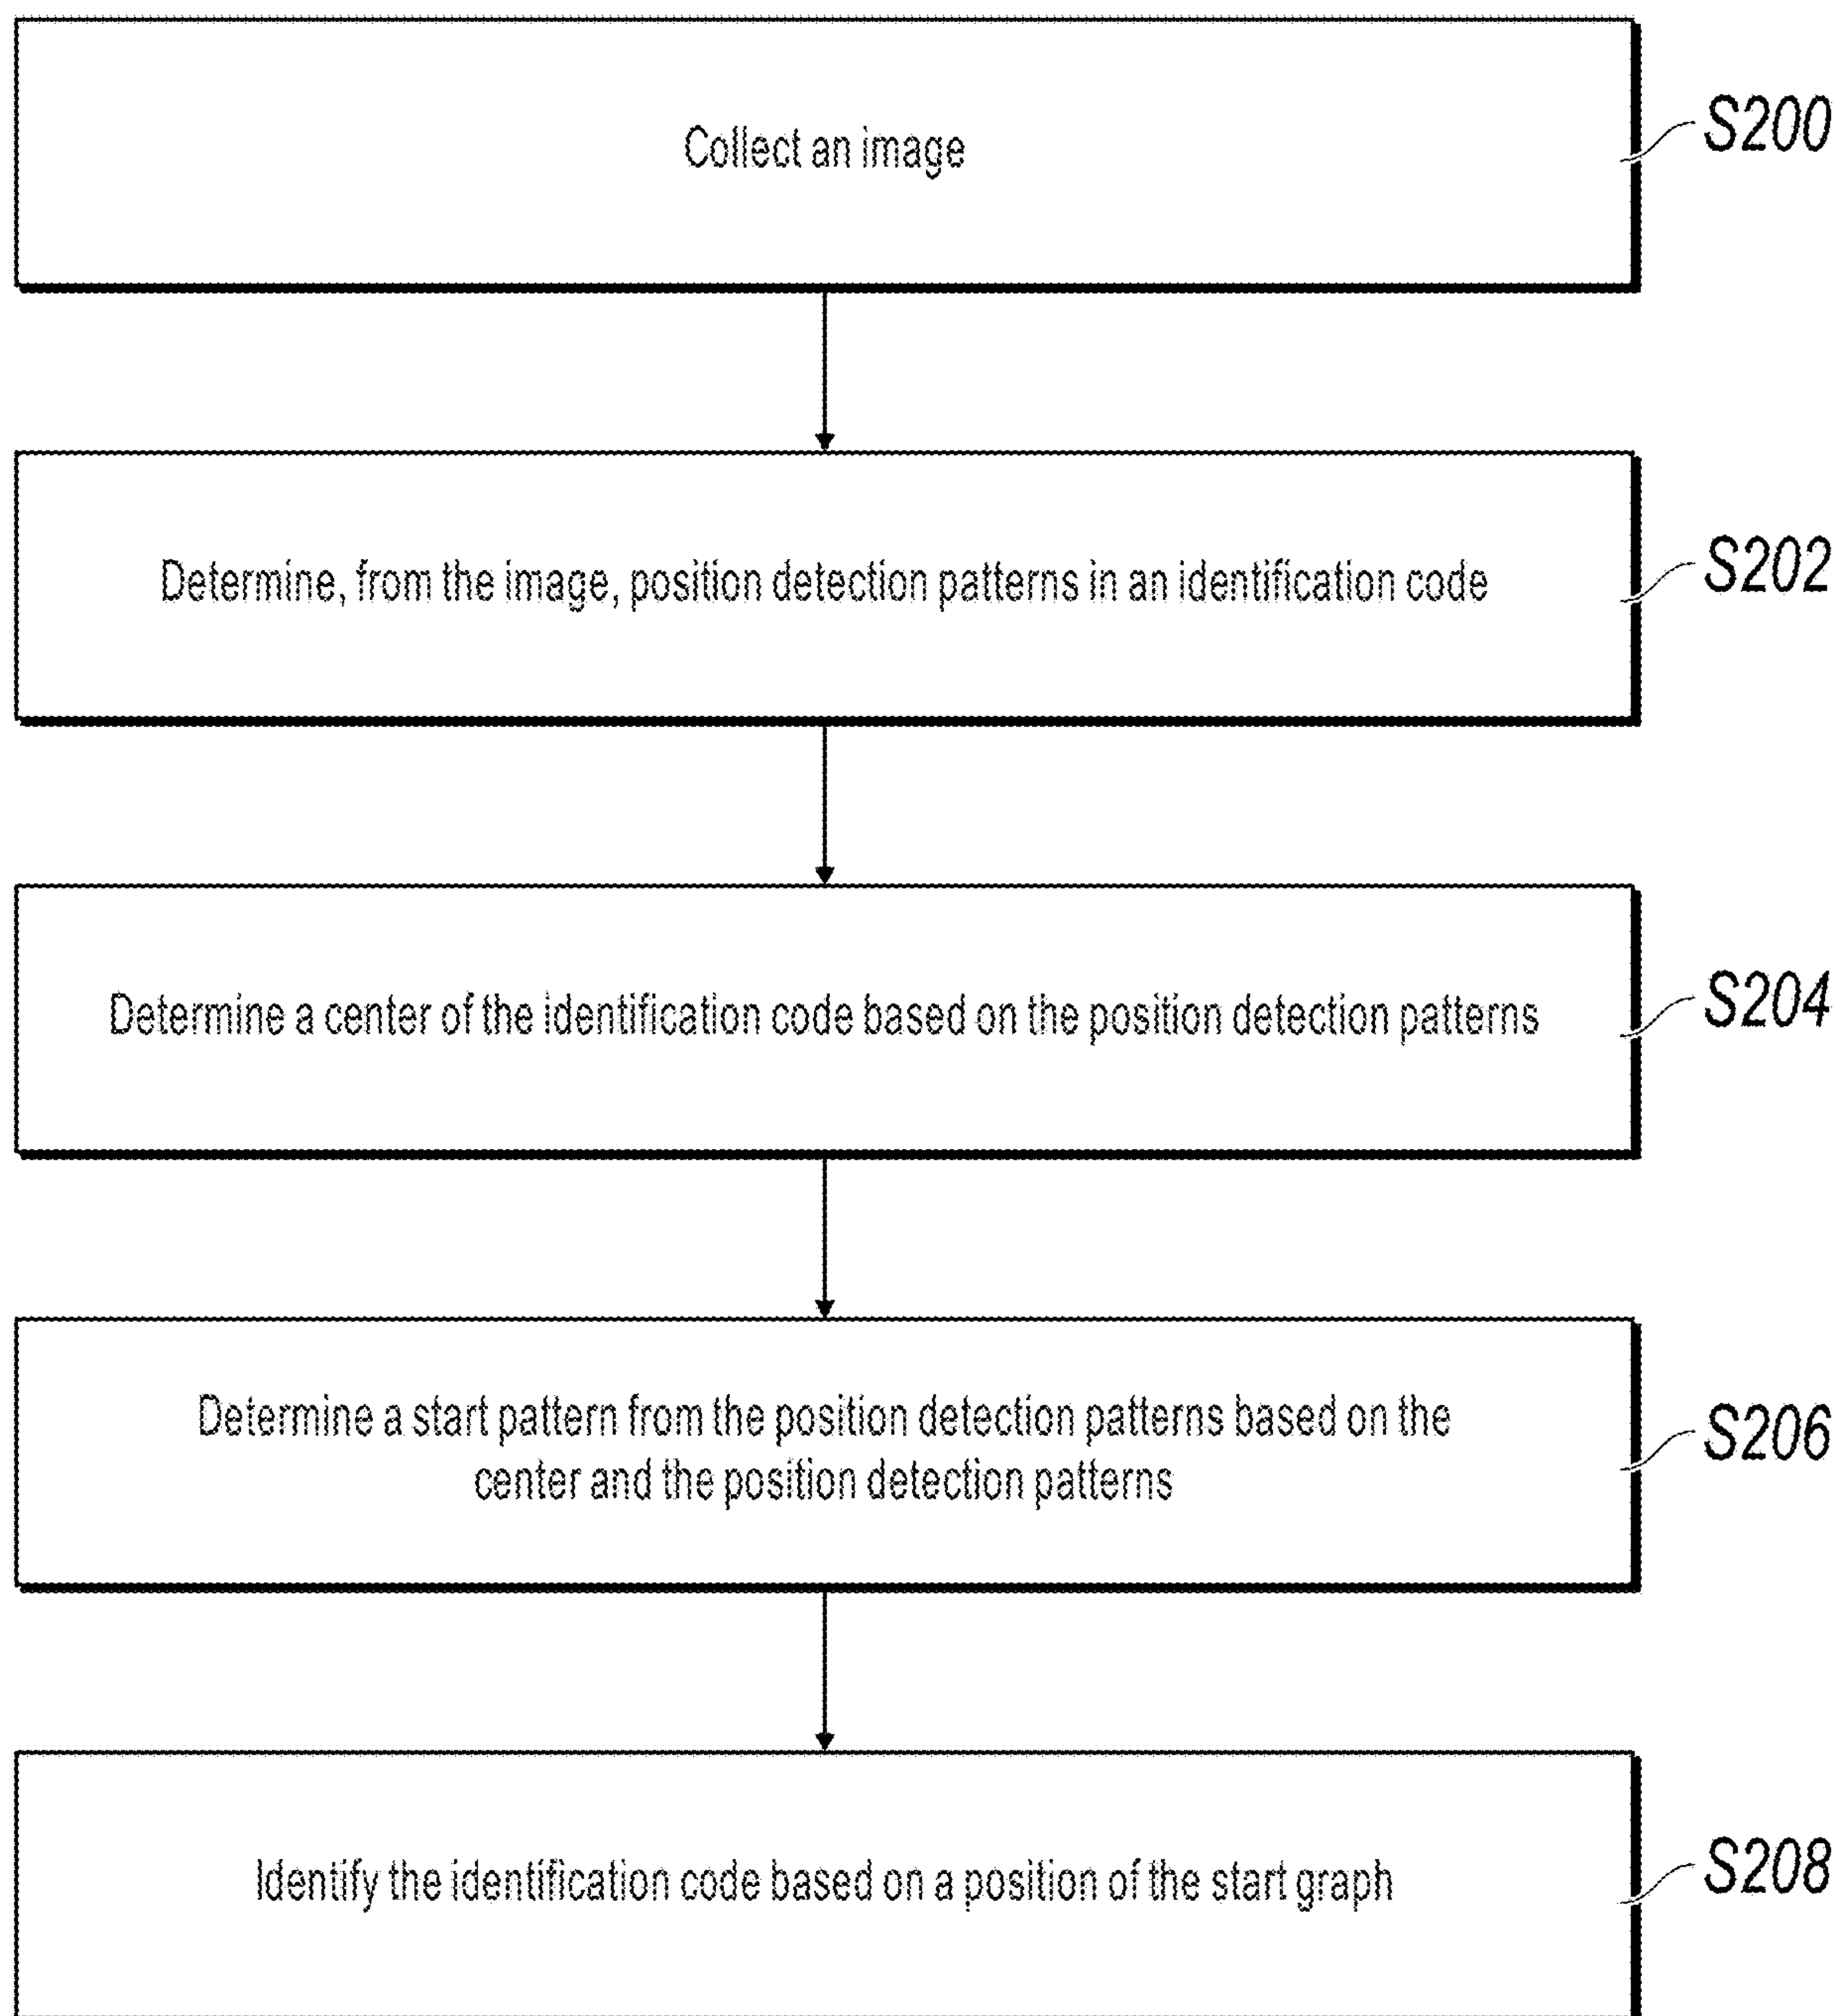 Collect an image
S200
Determine, from the image, position detection patterns in an identification code
S202
Determine a center of the identification code based on the position detection patterns
S204
Determine a start pattern from the position detection patterns based on the
center and the position detection patterns
S206
Identify the identification code based on a position of the start graph
S208